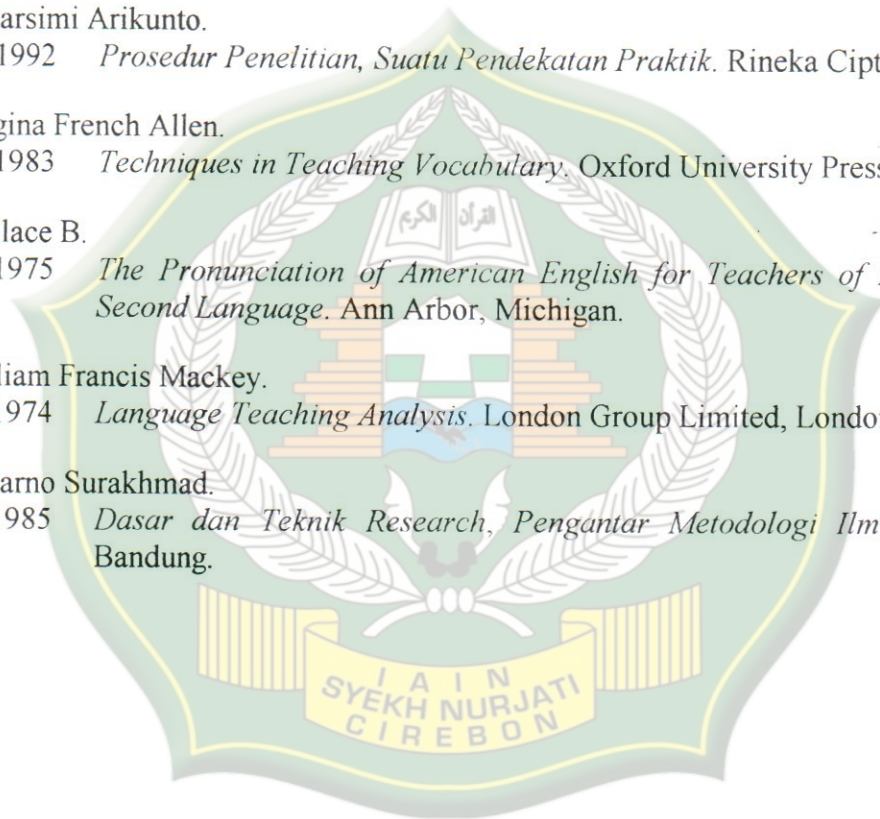 arsimi Arikunto.
1992 Prosedur Penelitian, Suatu Pendekatan Praktik. Rineka Cipt
gina French Allen.
1983 Techniques in Teaching Vocabulary. Oxford University Press
lace B.
1975 The Pronunciation of American English for Teachers of
Second Language. Ann Arbor, Michigan.
liam Francis Mackey.
974 Language Teaching Analysis. London Group Limited, Londo
arno Surakhmad.
985 Dasar dan Teknik Research, Pengantar Metodologi Ilm
Bandung.
القرآن الكريم
I A I N
SYEKH NURJATI
CIREBON